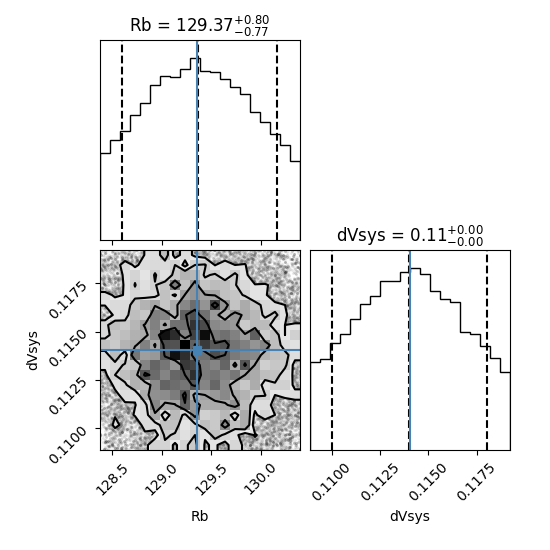 Rb = 129.37+0.80 −0.77
dVsys = 0.11+0.00 −0.00
dVsys
0.1175
0.1150
0.1125
0.1100
128.5 129.0 129.5 130.0
Rb
0.1100 0.1125 0.1150 0.1175
dVsys